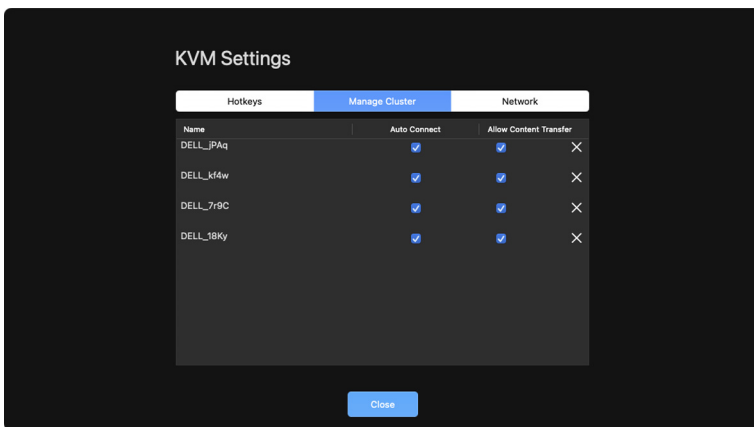 KVM Settings
Hotkeys Manage Cluster Network
Name Auto Connect Allow Content Transfer
DELL_jPAq
DELL_kf4w
DELL_7r9C
DELL_18Ky
Close